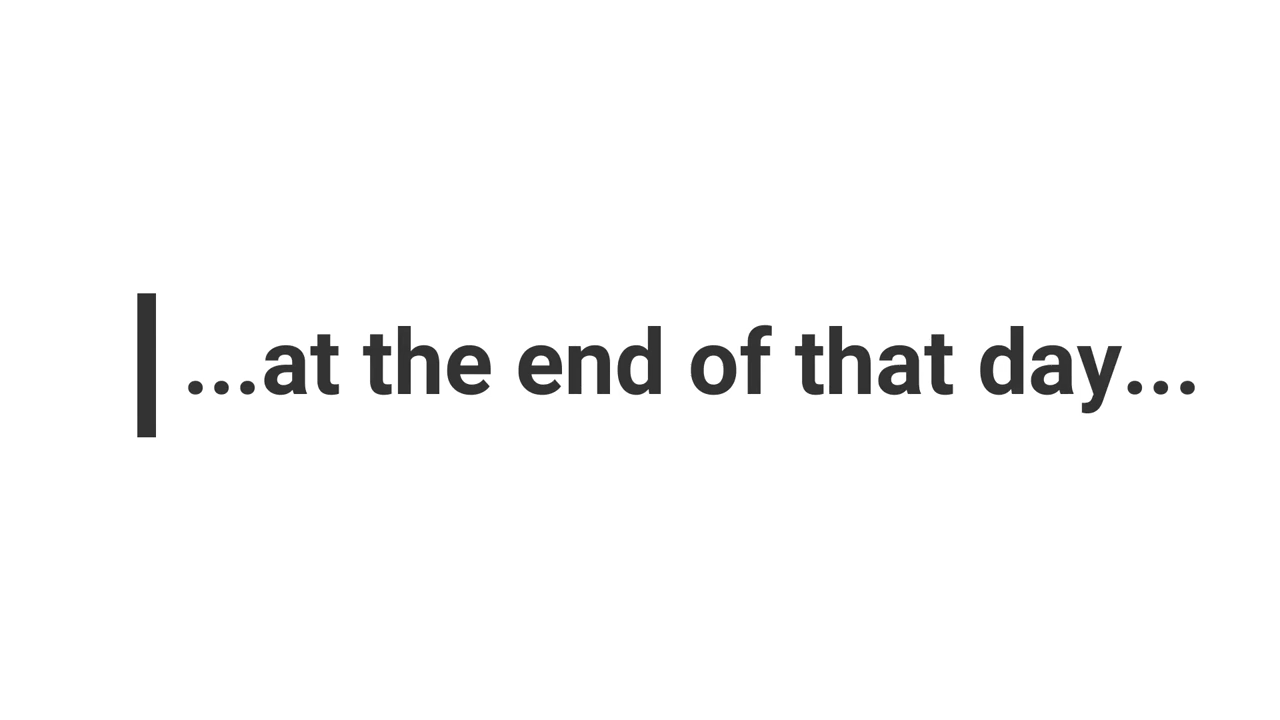 ...at the end of that day...